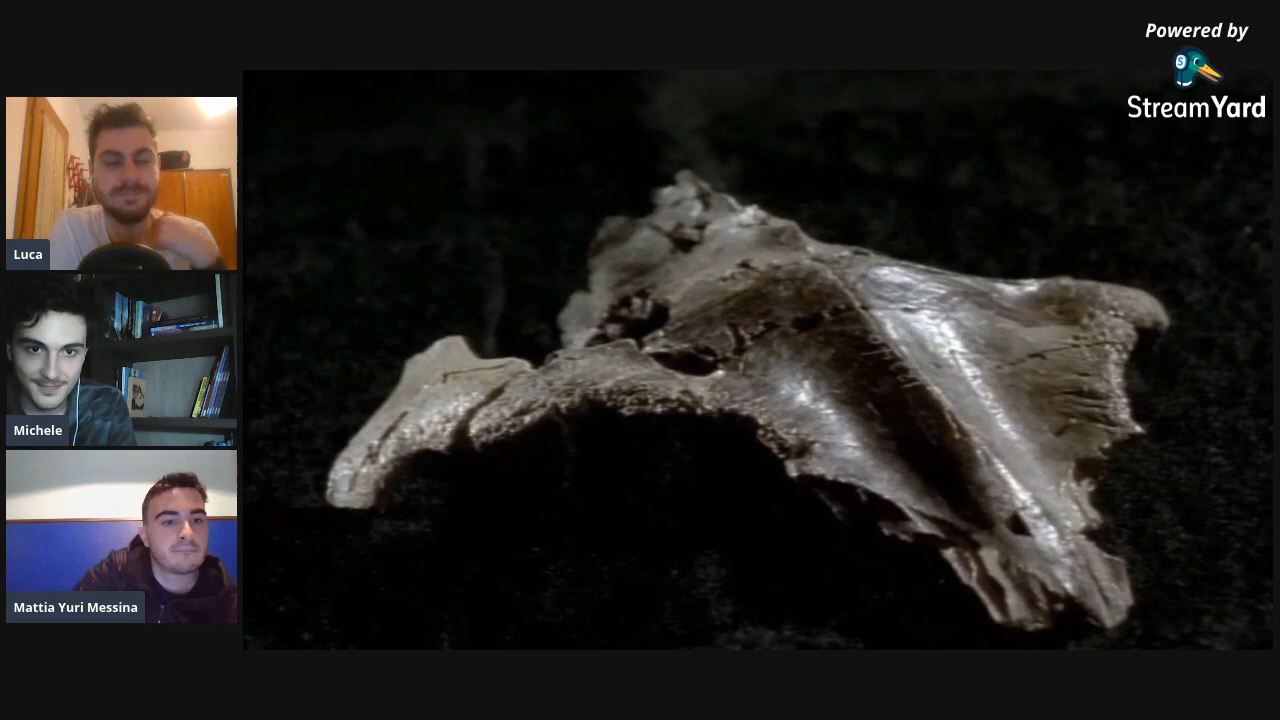 Powered by
StreamYard
Luca
Michele
Mattia Yuri Messina